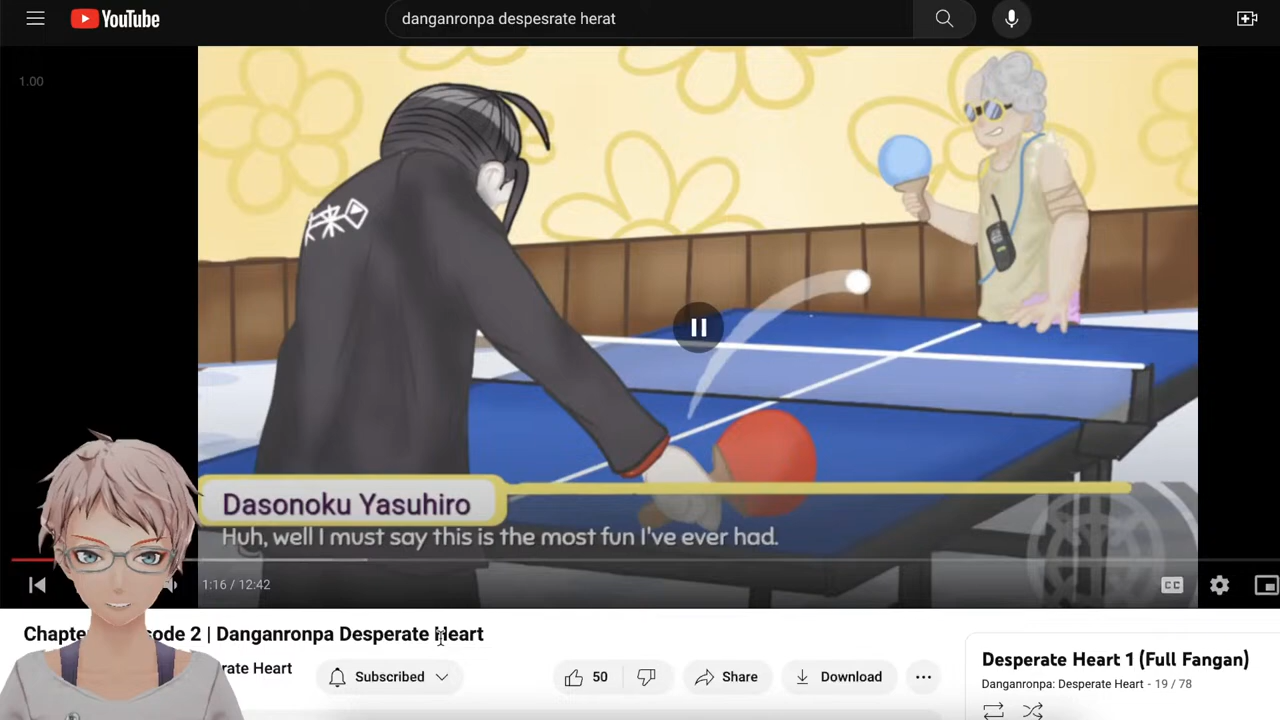 YouTube
danganronpa despesrate herat
1.00
Dasonoku Yasuhiro
Huh, well I must say this is the most fun I've ever had.
1:16 / 12:42
CC
Chapte ode 2 | Danganronpa Desperate Heart
rate Heart
Subscribed
50
Share
Download
Desperate Heart 1 (Full Fangan)
Danganronpa: Desperate Heart - 19 / 78